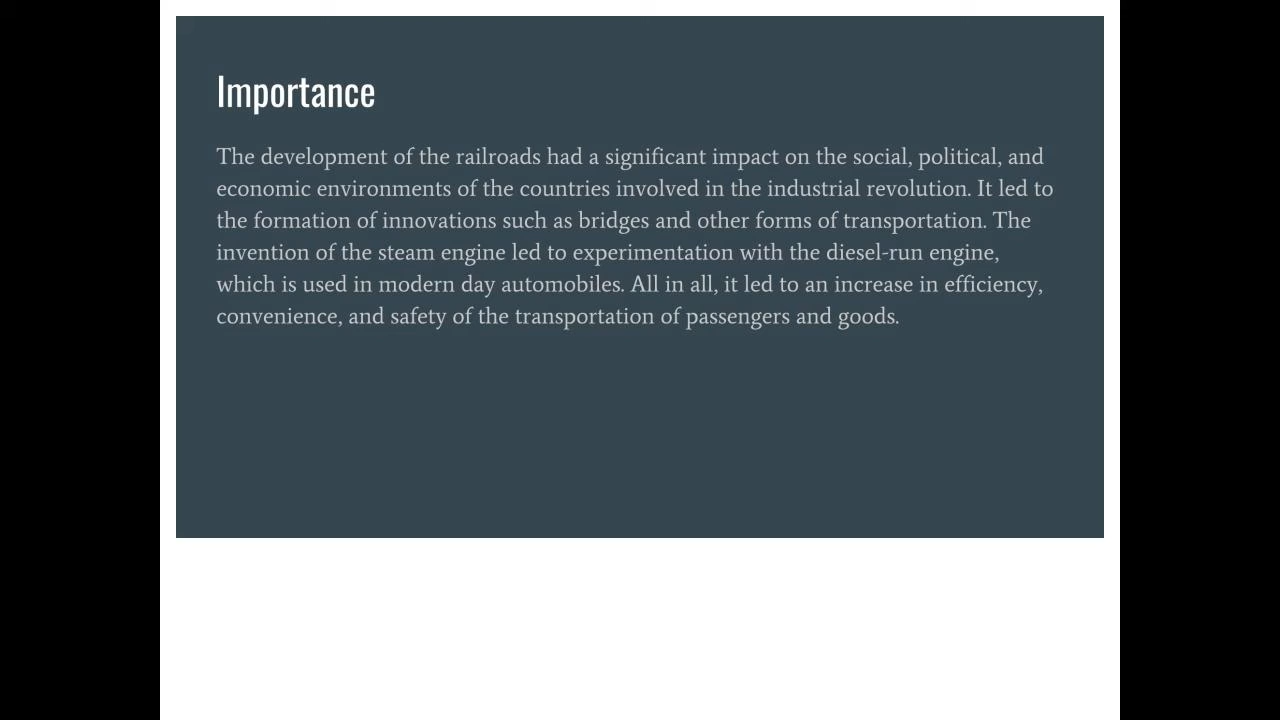 Importance
The development of the railroads had a significant impact on the social, political, and
economic environments of the countries involved in the industrial revolution. It led to
the formation of innovations such as bridges and other forms of transportation. The
invention of the steam engine led to experimentation with the diesel-run engine,
which is used in modern day automobiles. All in all, it led to an increase in efficiency,
convenience, and safety of the transportation of passengers and goods.